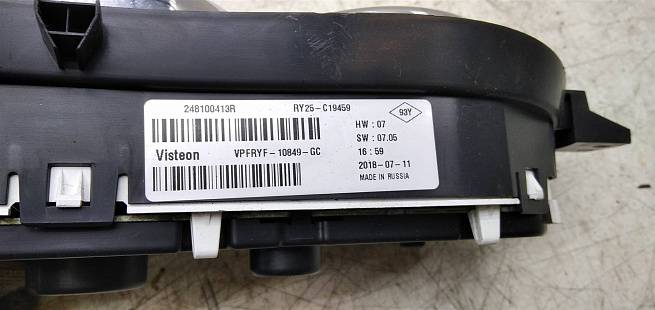 248100413R RY25-C19459
93Y
HW : 07
SW : 07.05
Visteon VPFRYF-10849-GC
16 : 59
2018-07-11
MADE IN RUSSIA